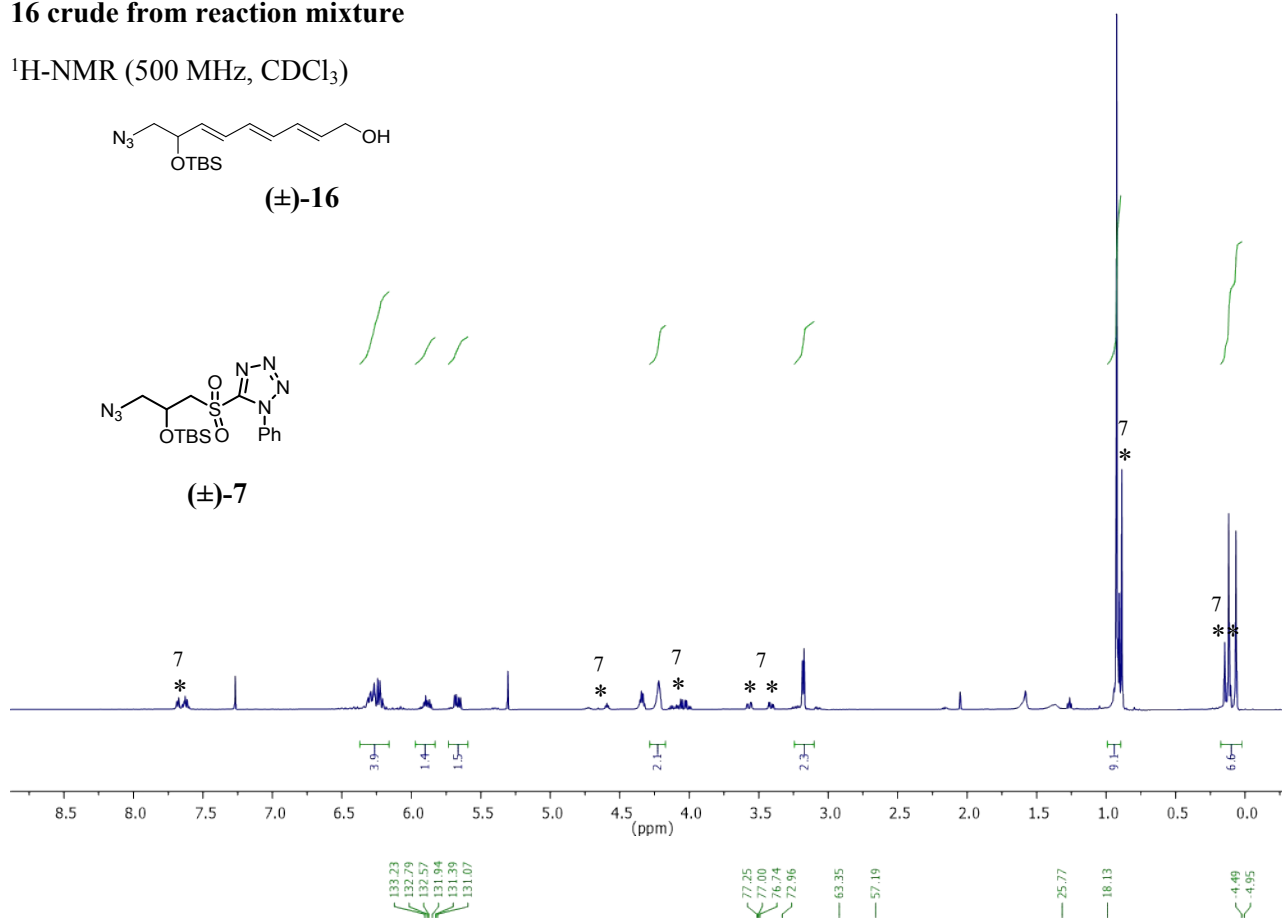 16 crude from reaction mixture
¹H-NMR (500 MHz, CDCl₃)
N₃
OTBS
OH
(±)-16
N₃
OTBS
O
S
O
N
N
N
N
Ph
(±)-7
7
*
7
*
7
*
7
* *
7
*
7
* *
3.9
1.4
1.5
2.1
2.3
9.1
6.6
8.5 8.0 7.5 7.0 6.5 6.0 5.5 5.0 4.5 4.0 3.5 3.0 2.5 2.0 1.5 1.0 0.5 0.0
(ppm)
133.23
132.79
132.57
131.94
131.39
131.07
77.25
77.00
76.74
72.96
63.35
57.19
25.77
18.13
-4.49
-4.95